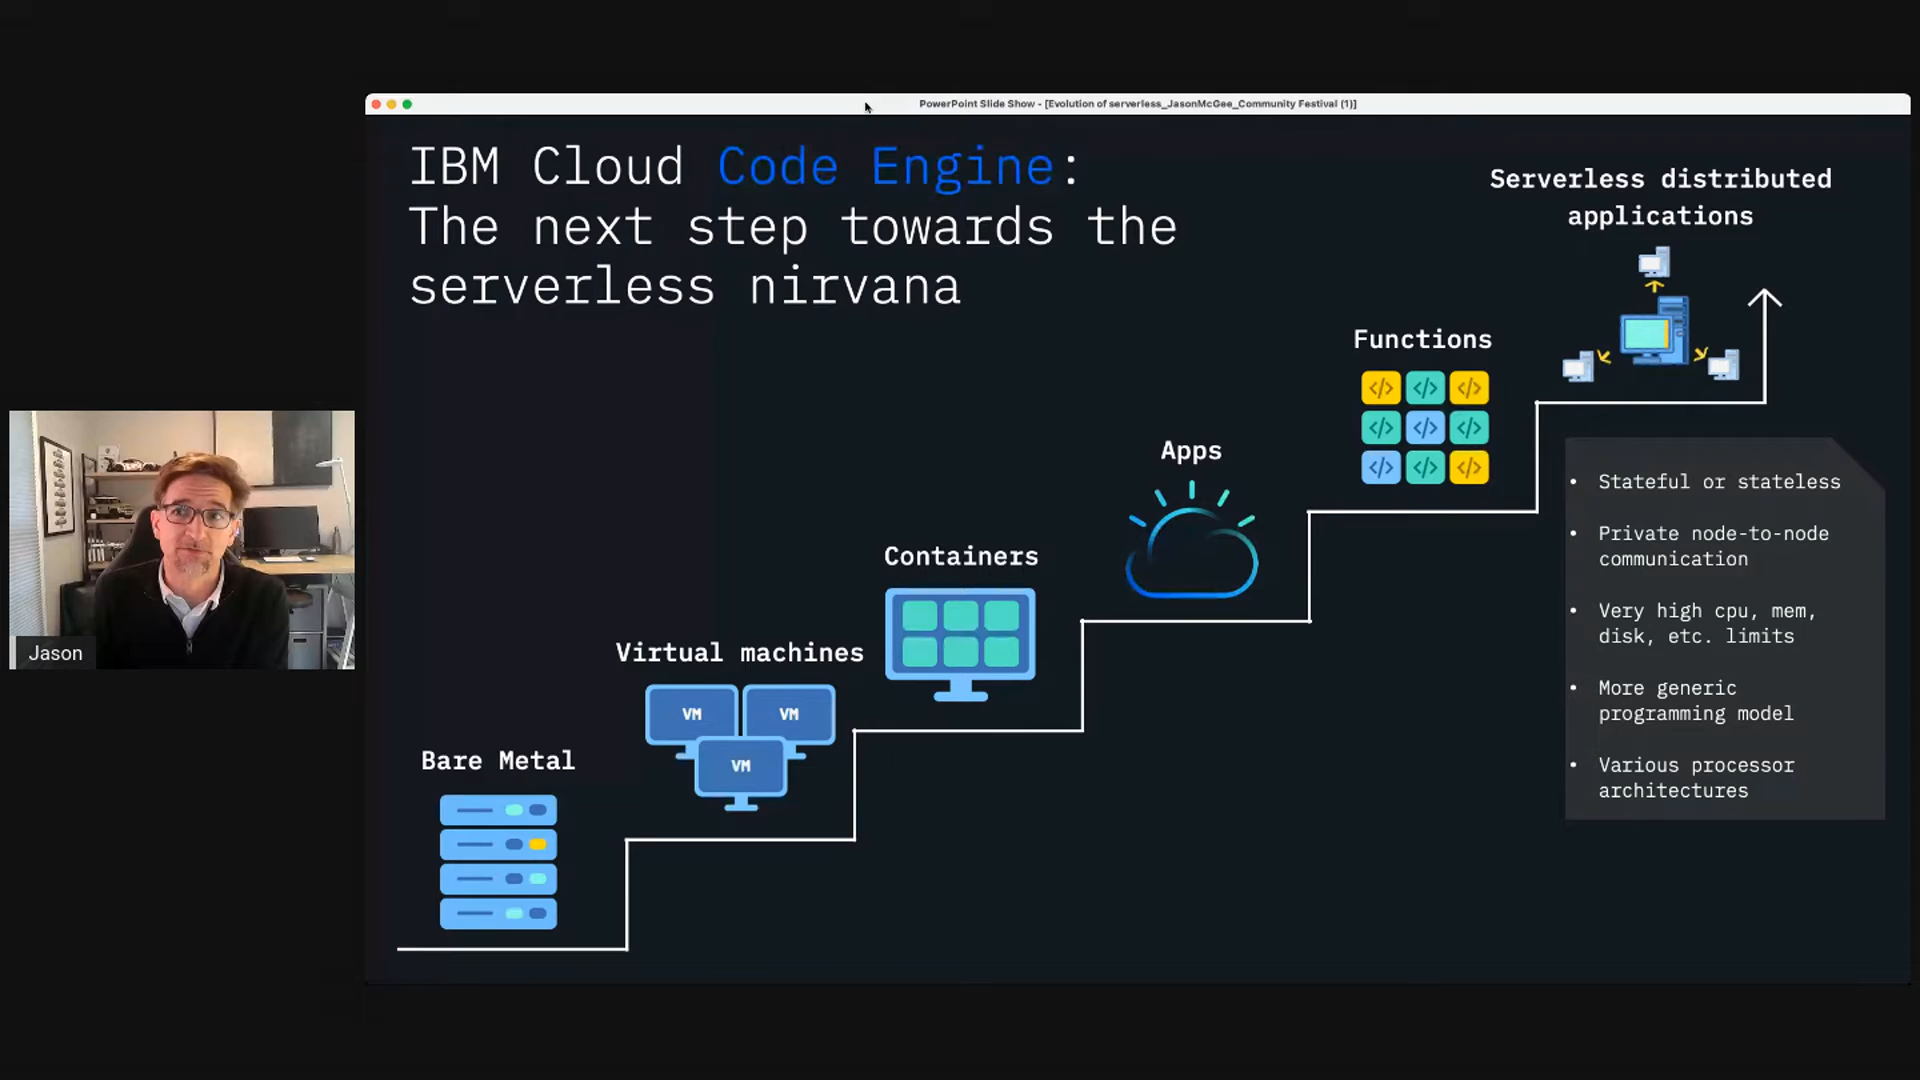 PowerPoint Slide Show - [Evolution of serverless_JasonMcGee_Community Festival (1)]
IBM Cloud Code Engine:
The next step towards the
serverless nirvana
Serverless distributed
applications
Functions
Apps
Containers
Virtual machines
VM VM
VM
Bare Metal
• Stateful or stateless
• Private node-to-node
communication
• Very high cpu, mem,
disk, etc. limits
• More generic
programming model
• Various processor
architectures
</> </> </>
</> </> </>
</> </> </>
Jason